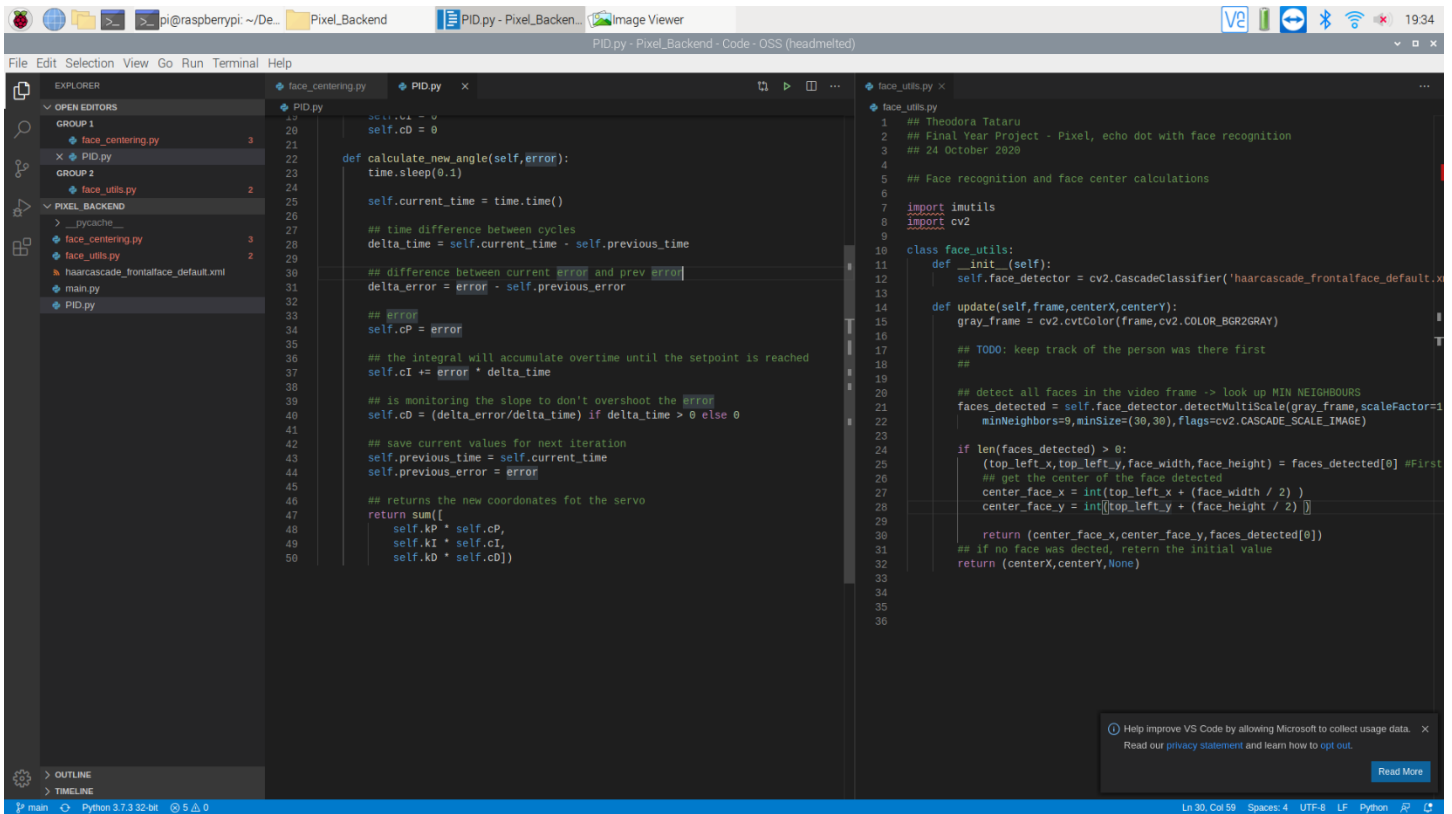 pi@raspberrypi: ~/De...
Pixel_Backend
PID.py - Pixel_Backen...
Image Viewer
V2
19:34
PID.py - Pixel_Backend - Code - OSS (headmelted)
File Edit Selection View Go Run Terminal Help
EXPLORER
OPEN EDITORS
GROUP 1
face_centering.py 3
PID.py
GROUP 2
face_utils.py 2
PIXEL_BACKEND
__pycache__
face_centering.py 3
face_utils.py 2
haarcascade_frontalface_default.xml
main.py
PID.py
OUTLINE
TIMELINE
face_centering.py
PID.py
PID.py
19 self.cI = 0
20 self.cD = 0
21
22 def calculate_new_angle(self,error):
23 time.sleep(0.1)
24
25 self.current_time = time.time()
26
27 ## time difference between cycles
28 delta_time = self.current_time - self.previous_time
29
30 ## difference between current error and prev error
31 delta_error = error - self.previous_error
32
33 ## error
34 self.cP = error
35
36 ## the integral will accumulate overtime until the setpoint is reached
37 self.cI += error * delta_time
38
39 ## is monitoring the slope to don't overshoot the error
40 self.cD = (delta_error/delta_time) if delta_time > 0 else 0
41
42 ## save current values for next iteration
43 self.previous_time = self.current_time
44 self.previous_error = error
45
46 ## returns the new coordonates fot the servo
47 return sum([
48 self.kP * self.cP,
49 self.kI * self.cI,
50 self.kD * self.cD])
face_utils.py
face_utils.py
1 ## Theodora Tataru
2 ## Final Year Project - Pixel, echo dot with face recognition
3 ## 24 October 2020
4
5 ## Face recognition and face center calculations
6
7 import imutils
8 import cv2
9
10 class face_utils:
11 def __init__(self):
12 self.face_detector = cv2.CascadeClassifier('haarcascade_frontalface_default.x
13
14 def update(self,frame,centerX,centerY):
15 gray_frame = cv2.cvtColor(frame,cv2.COLOR_BGR2GRAY)
16
17 ## TODO: keep track of the person was there first
18 ##
19
20 ## detect all faces in the video frame -> look up MIN NEIGHBOURS
21 faces_detected = self.face_detector.detectMultiScale(gray_frame,scaleFactor=1
22 minNeighbors=9,minSize=(30,30),flags=cv2.CASCADE_SCALE_IMAGE)
23
24 if len(faces_detected) > 0:
25 (top_left_x,top_left_y,face_width,face_height) = faces_detected[0] #First
26 ## get the center of the face detected
27 center_face_x = int(top_left_x + (face_width / 2) )
28 center_face_y = int(top_left_y + (face_height / 2) )
29
30 return (center_face_x,center_face_y,faces_detected[0])
31 ## if no face was dected, retern the initial value
32 return (centerX,centerY,None)
33
34
35
36
Help improve VS Code by allowing Microsoft to collect usage data.
Read our privacy statement and learn how to opt out.
Read More
main Python 3.7.3 32-bit 5 0
Ln 30, Col 59 Spaces: 4 UTF-8 LF Python